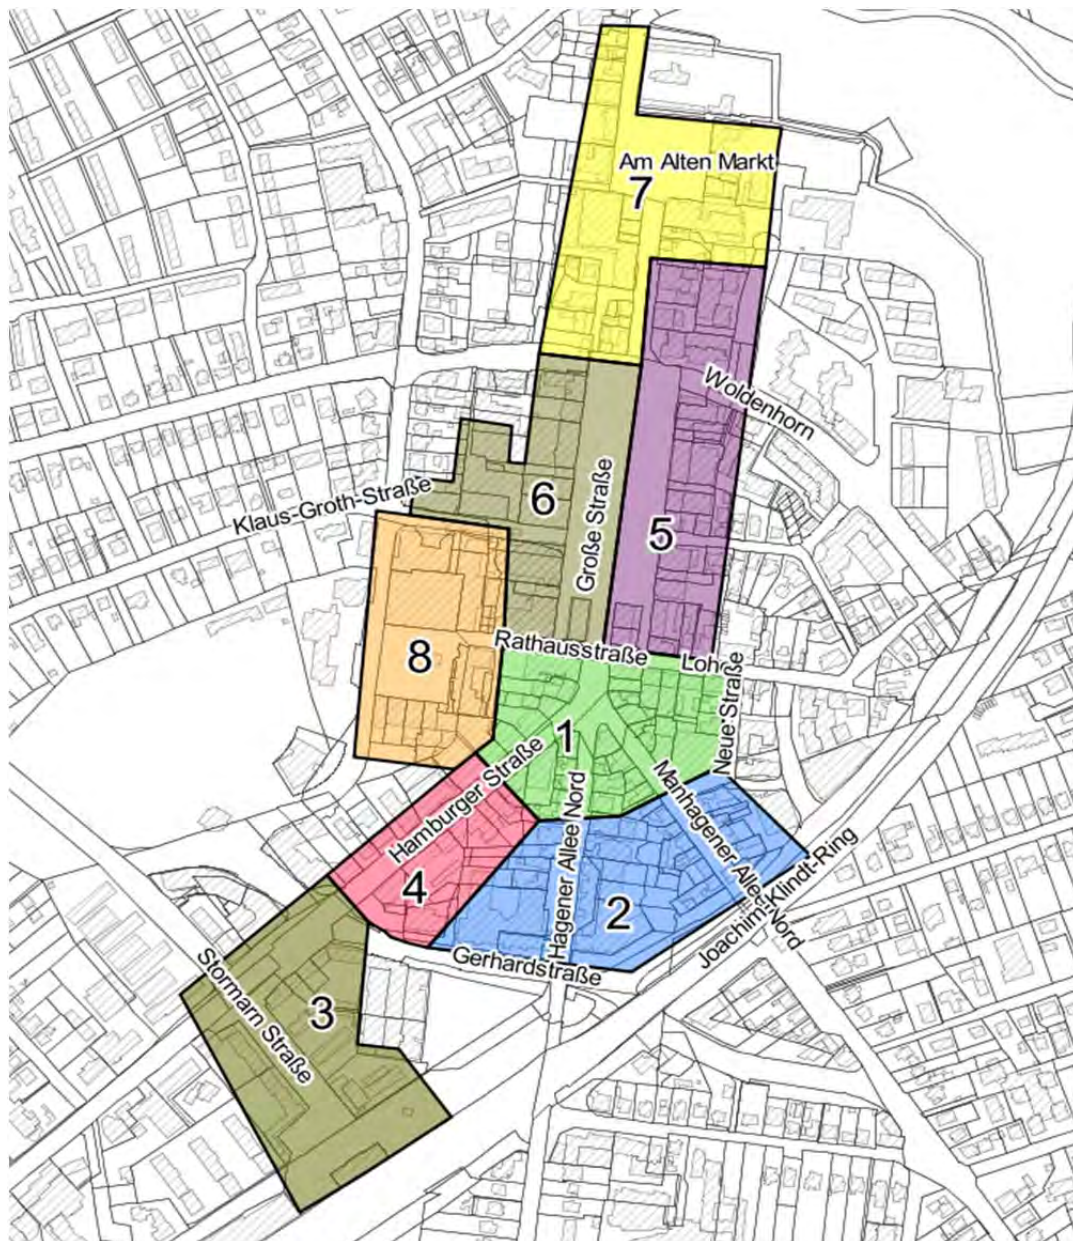 Am Alten Markt
7
Woldenhorn
Klaus-Groth-Straße
6
Große Straße
5
Rathausstraße
Loh
8
Neue Straße
1
Hamburger Straße
Manhagener Allee Nord
Hagener Allee Nord
4
2
Joachim-Klindt-Ring
Gerhardstraße
Stormarn Straße
3